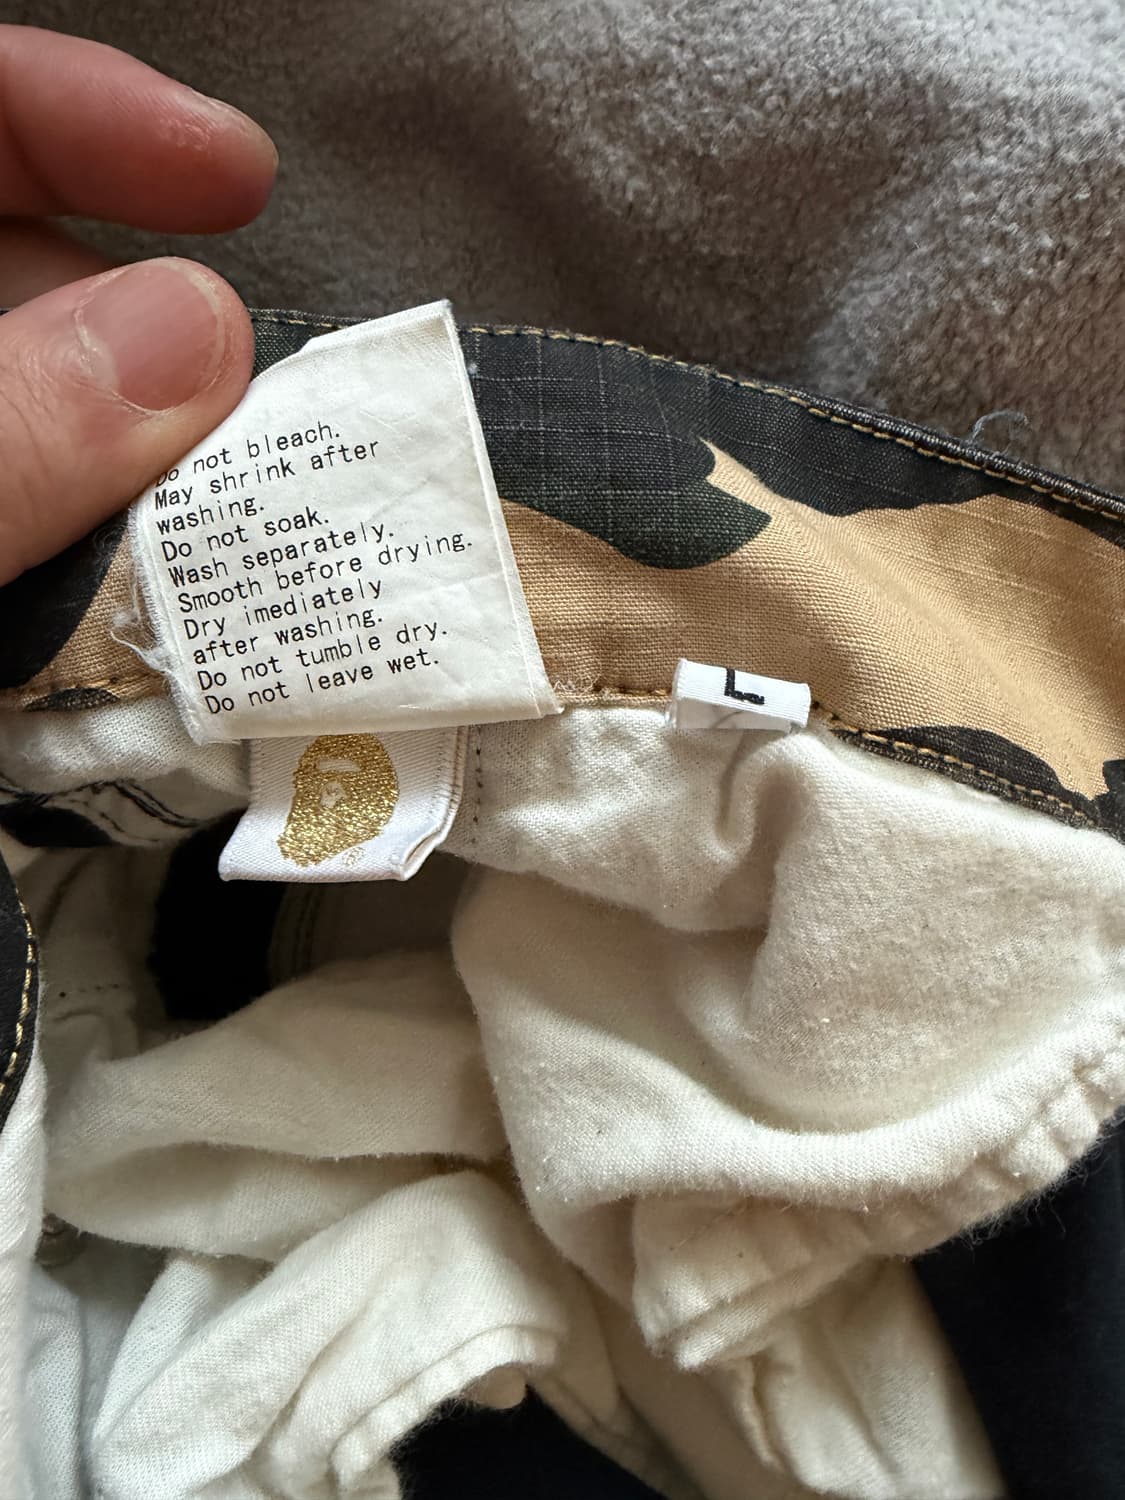 Do not bleach.
May shrink after
washing.
Do not soak.
Wash separately.
Smooth before drying.
Dry imediately
after washing.
Do not tumble dry.
Do not leave wet.
L